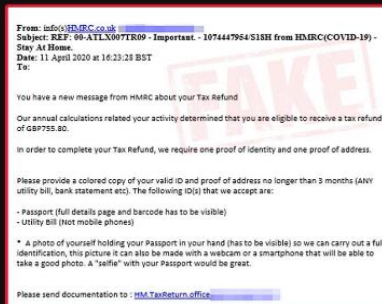 From: info(s)HMRC.co.uk
Subject: REF: 00-ATLX007TR09 - Important. - 1074447954/S18H from HMRC(COVID-19) -
Stay At Home.
Date: 11 April 2020 at 16:23:28 BST
To:
FAKE
You have a new message from HMRC about your Tax Refund
Our annual calculations related your activity determined that you are eligible to receive a tax refund
of GBP755.80.
In order to complete your Tax Refund, we require one proof of identity and one proof of address.
Please provide a colored copy of your valid ID and proof of address no longer than 3 months (ANY
utility bill, bank statement etc). The following ID(s) that we accept are:
- Passport (full details page and barcode has to be visible)
- Utility Bill (Not mobile phones)
* A photo of yourself holding your Passport in your hand (has to be visible) so we can carry out a full
identification, this picture it can also be made with a webcam or a smartphone that will be able to
take a good photo. A "selfie" with your Passport would be great.
Please send documentation to : HM.TaxReturn.office